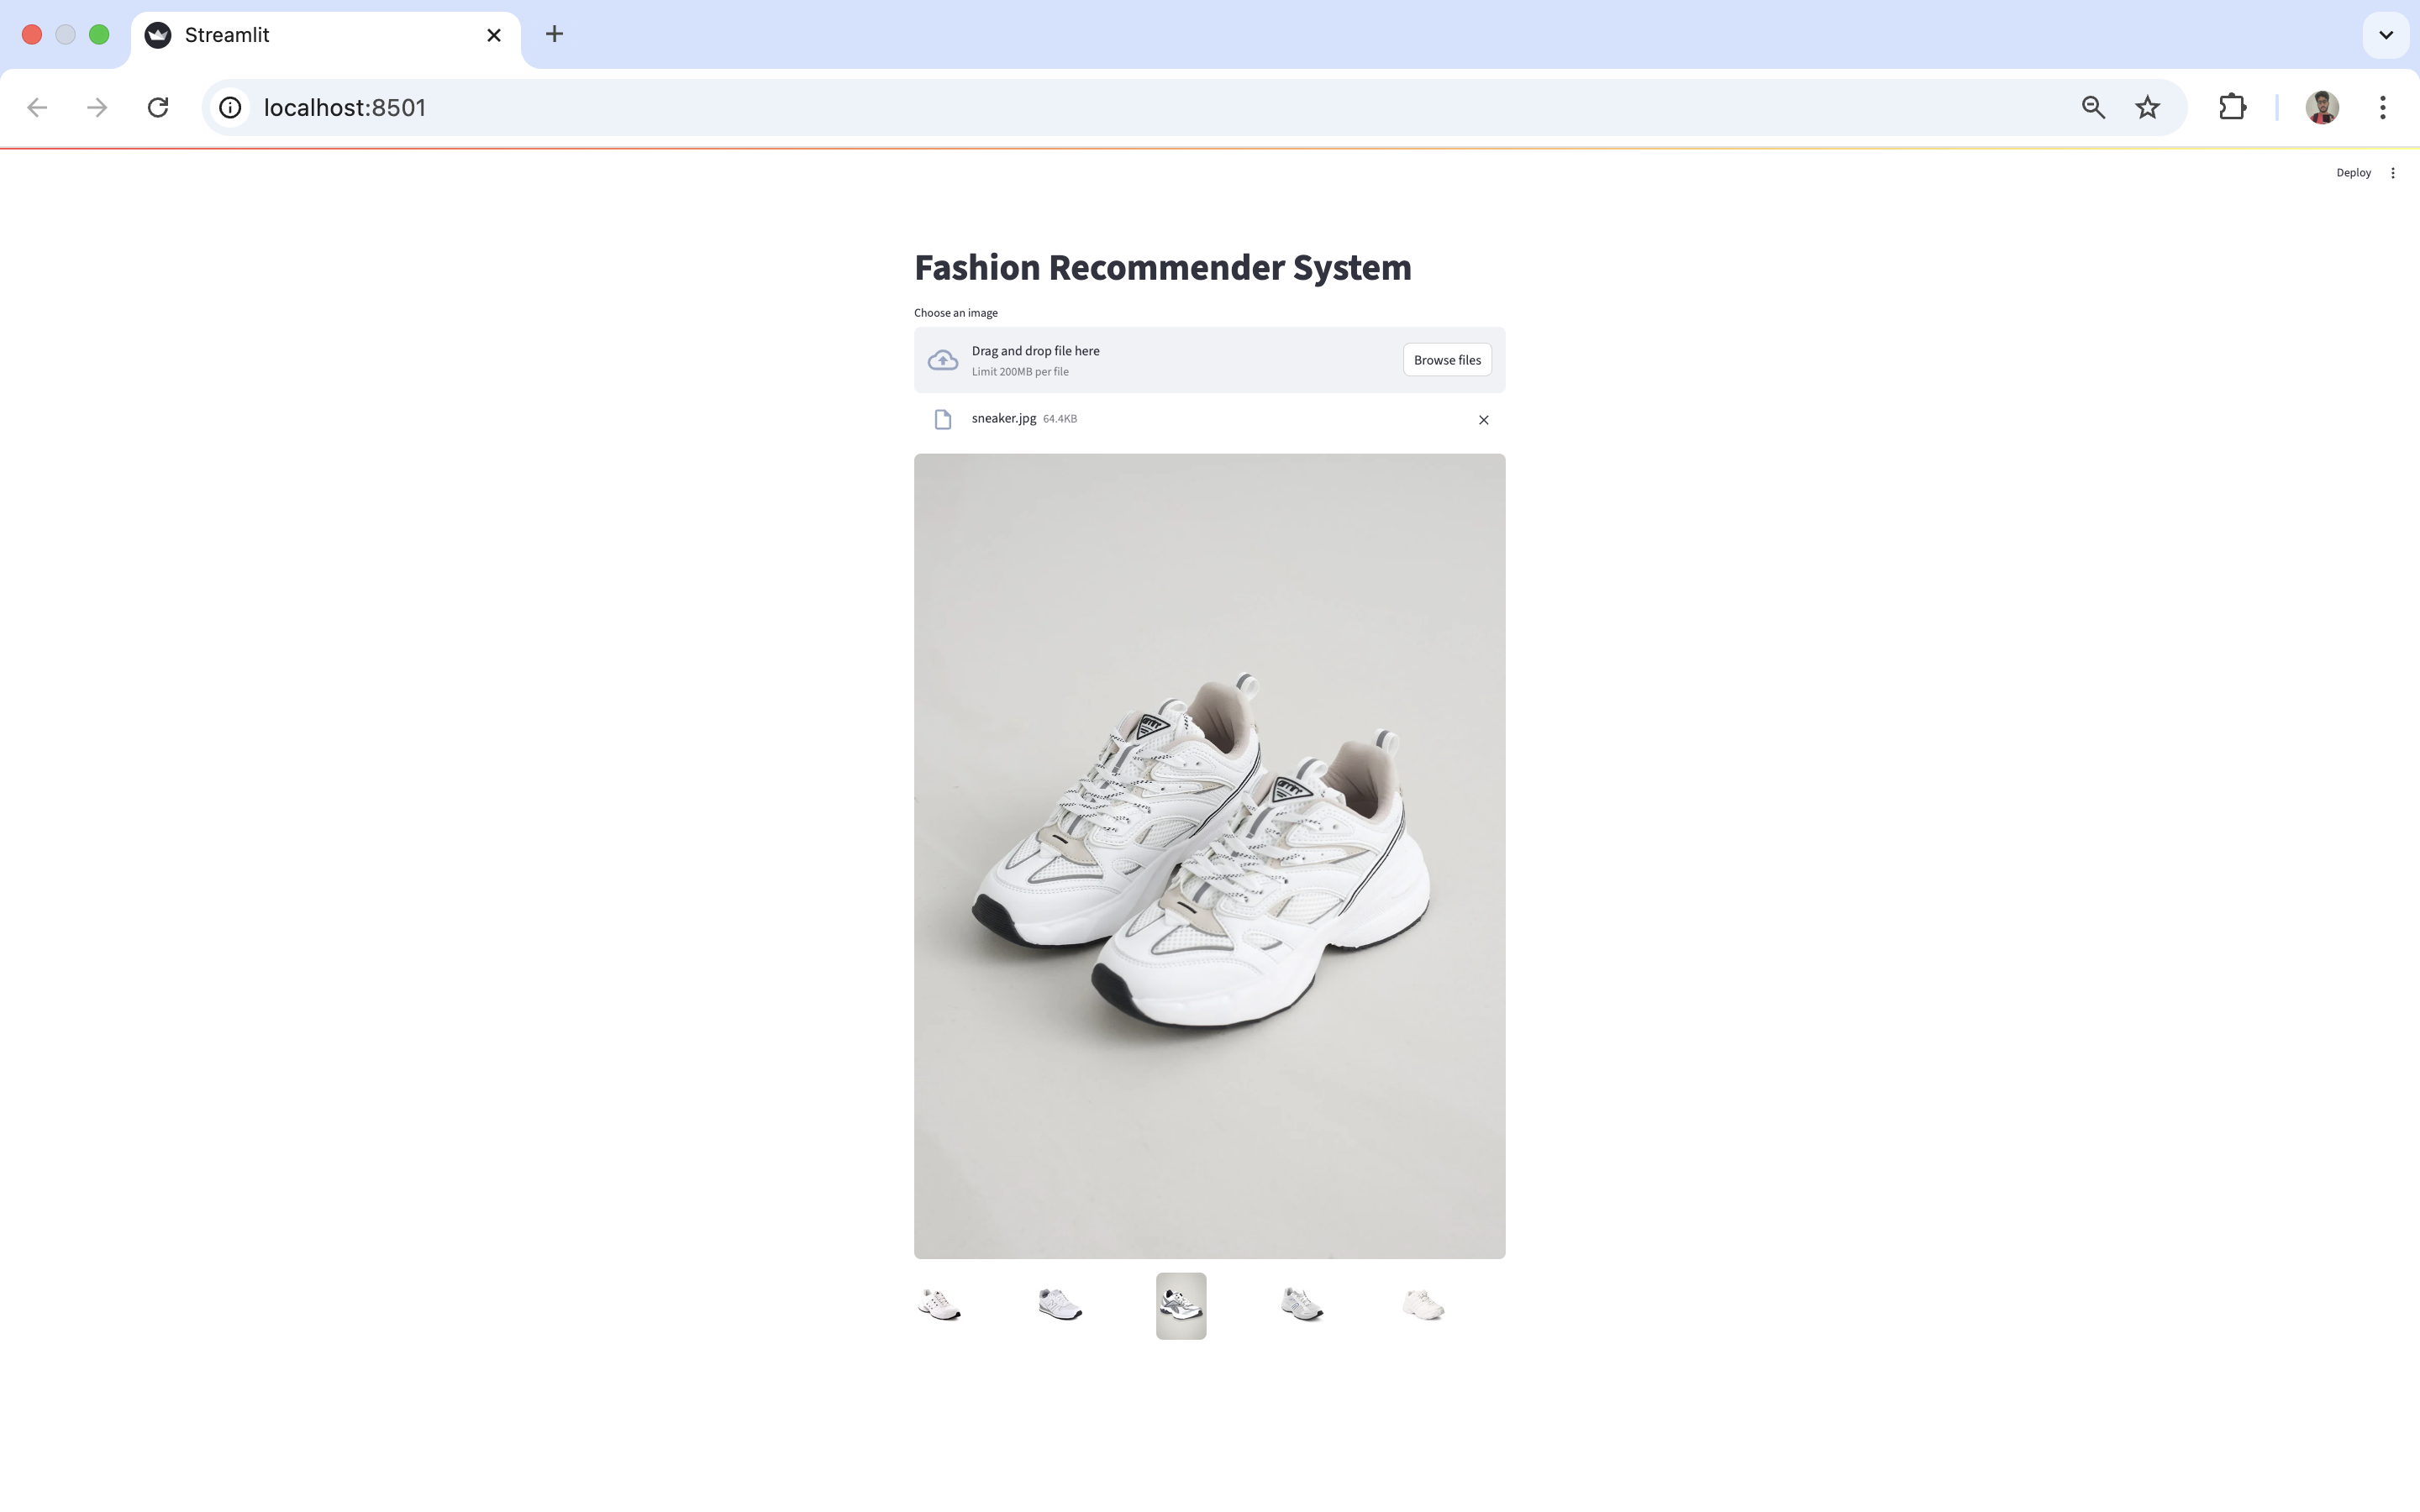 Streamlit
localhost:8501
Deploy
Fashion Recommender System
Choose an image
Drag and drop file here
Limit 200MB per file
Browse files
sneaker.jpg 64.4KB